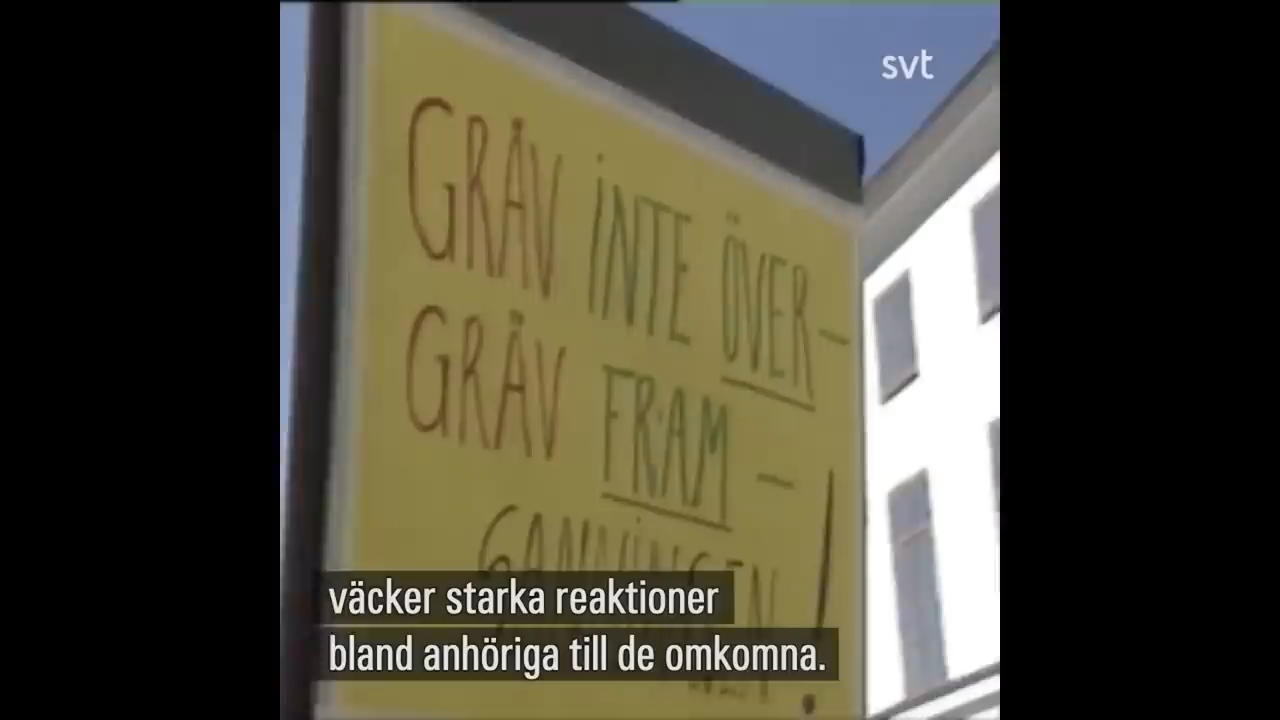 svt
GRÄV INTE ÖVER—
GRÄV FRAM —
väcker starka reaktioner
bland anhöriga till de omkomna.